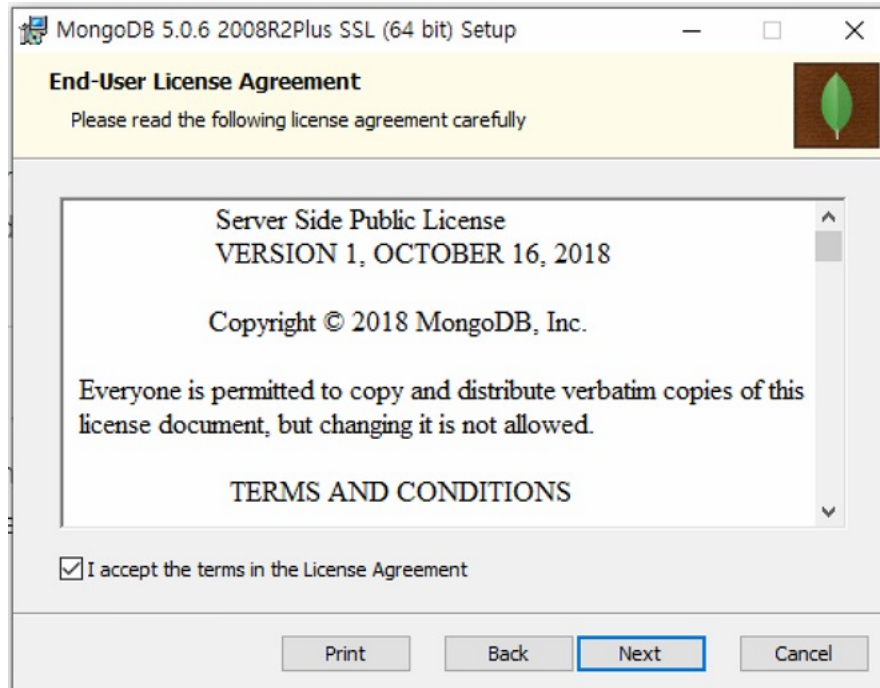 MongoDB 5.0.6 2008R2Plus SSL (64 bit) Setup
End-User License Agreement
Please read the following license agreement carefully
Server Side Public License
VERSION 1, OCTOBER 16, 2018
Copyright © 2018 MongoDB, Inc.
Everyone is permitted to copy and distribute verbatim copies of this
license document, but changing it is not allowed.
TERMS AND CONDITIONS
I accept the terms in the License Agreement
Print Back Next Cancel